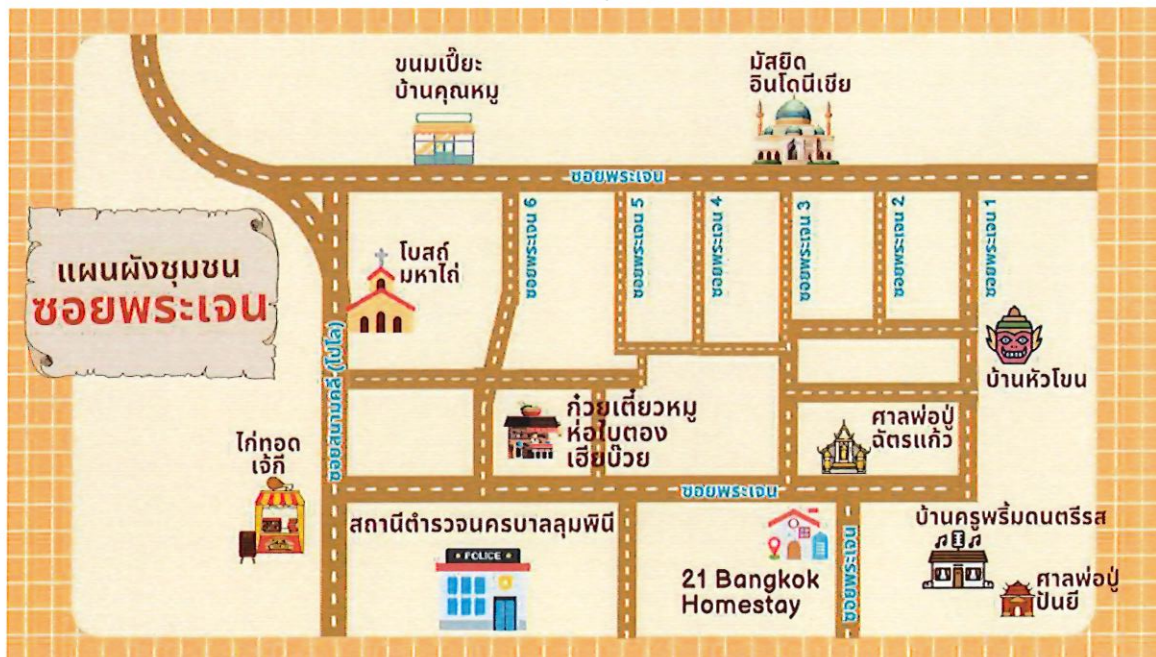 ขนมเปี๊ยะ
บ้านคุณหมู
มัสยิด
อินโดนีเซีย
ซอยพระเจน
แผนผังชุมชน
ซอยพระเจน
โบสถ์
มหาไถ่
ซอยพระเจน 6
ซอยพระเจน 5
ซอยพระเจน 4
ซอยพระเจน 3
ซอยพระเจน 2
ซอยพระเจน 1
บ้านหัวโขน
ซอยสนามคลี (โปโล)
ไก่ทอด
เจ๊กี
ก๋วยเตี๋ยวหมู
ห่อใบตอง
เฮียบ๊วย
ศาลพ่อปู่
ฉัตรแก้ว
ซอยพระเจน
สถานีตำรวจนครบาลลุมพินี
POLICE
21 Bangkok
Homestay
ซอยพระเจน
บ้านครูพริ้มดนตรีรส
ศาลพ่อปู่
ปันยี